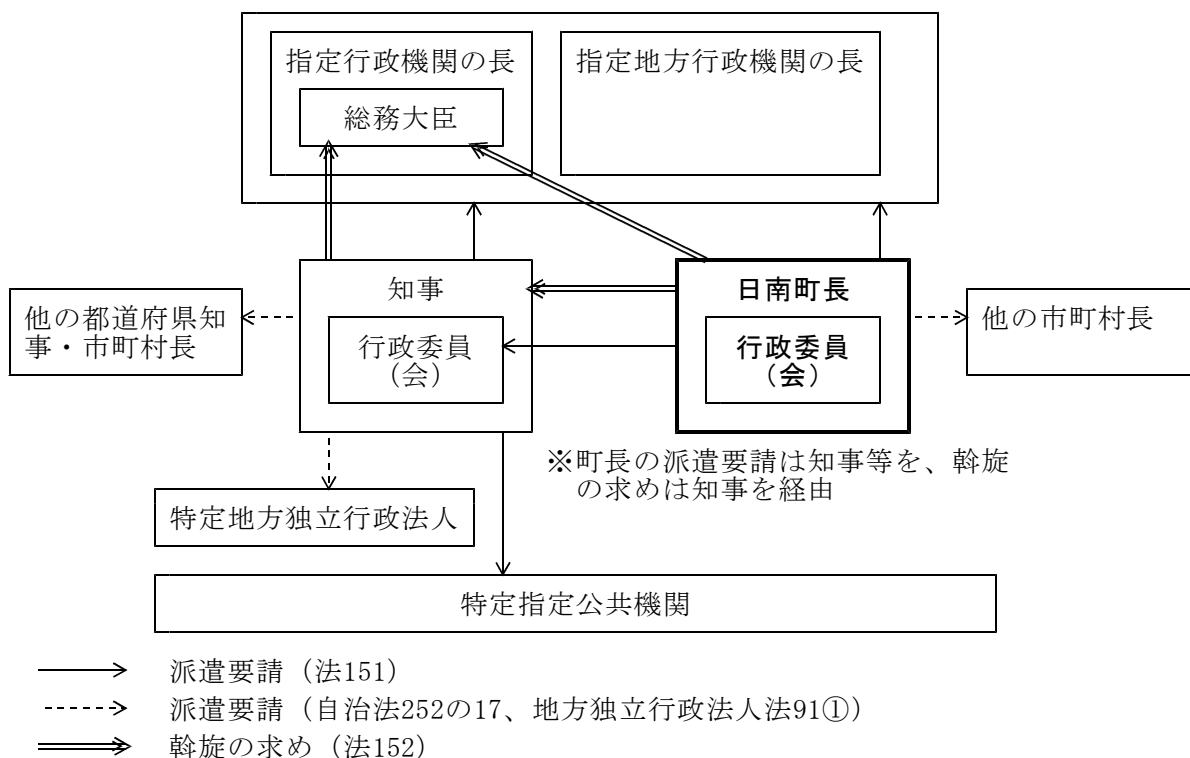 指定行政機関の長
指定地方行政機関の長
総務大臣
知事
日南町長
他の都道府県知
事・市町村長
行政委員
(会)
行政委員
(会)
他の市町村長
※町長の派遣要請は知事等を、斡旋
の求めは知事を経由
特定地方独立行政法人
特定指定公共機関
派遣要請（法151）
派遣要請（自治法252の17、地方独立行政法人法91①）
斡旋の求め（法152）